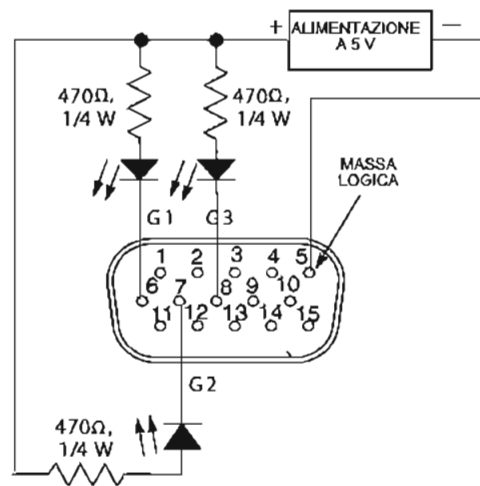 + ALIMENTAZIONE —
A 5 V
470Ω,
1/4 W
470Ω,
1/4 W
MASSA
LOGICA
G1
G3
1 2 3 4 5
6 7 8 9 10
11 12 13 14 15
G2
470Ω,
1/4 W